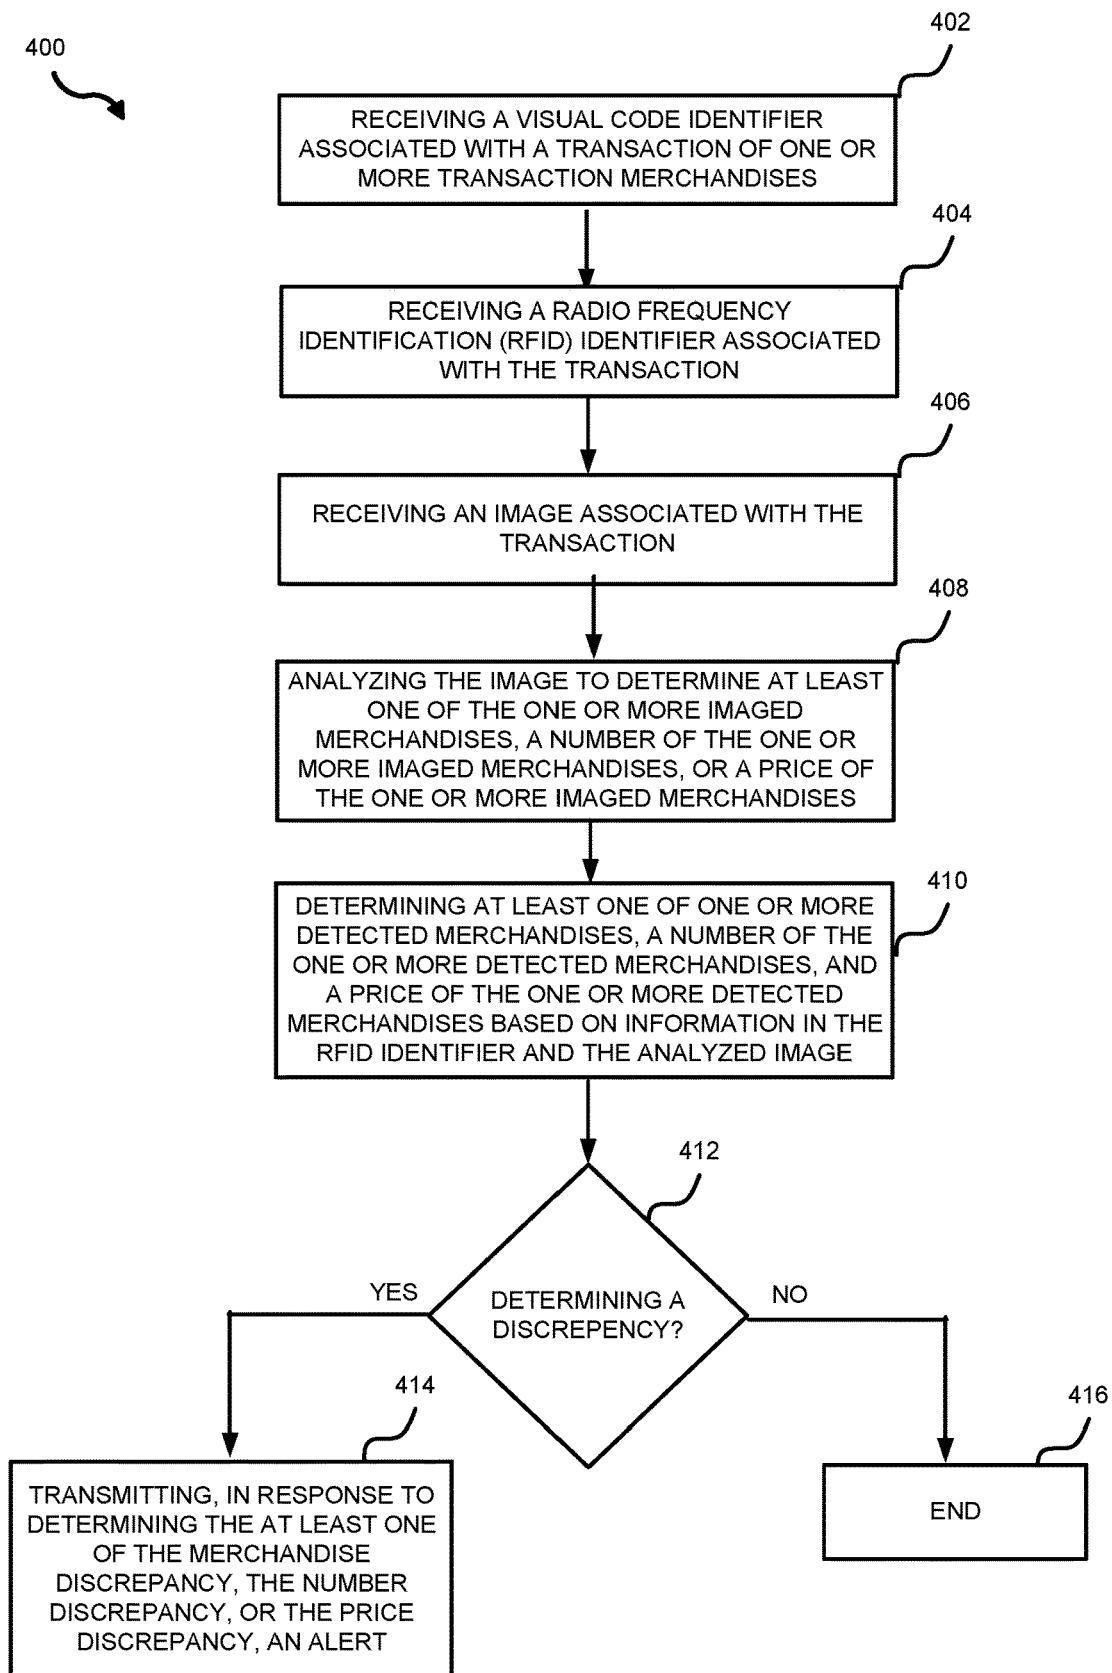 400
402
RECEIVING A VISUAL CODE IDENTIFIER
ASSOCIATED WITH A TRANSACTION OF ONE OR
MORE TRANSACTION MERCHANDISES
404
RECEIVING A RADIO FREQUENCY
IDENTIFICATION (RFID) IDENTIFIER ASSOCIATED
WITH THE TRANSACTION
406
RECEIVING AN IMAGE ASSOCIATED WITH THE
TRANSACTION
408
ANALYZING THE IMAGE TO DETERMINE AT LEAST
ONE OF THE ONE OR MORE IMAGED
MERCHANDISES, A NUMBER OF THE ONE OR
MORE IMAGED MERCHANDISES, OR A PRICE OF
THE ONE OR MORE IMAGED MERCHANDISES
410
DETERMINING AT LEAST ONE OF ONE OR MORE
DETECTED MERCHANDISES, A NUMBER OF THE
ONE OR MORE DETECTED MERCHANDISES, AND
A PRICE OF THE ONE OR MORE DETECTED
MERCHANDISES BASED ON INFORMATION IN THE
RFID IDENTIFIER AND THE ANALYZED IMAGE
412
YES
NO
DETERMINING A
DISCREPENCY?
414
TRANSMITTING, IN RESPONSE TO
DETERMINING THE AT LEAST ONE
OF THE MERCHANDISE
DISCREPANCY, THE NUMBER
DISCREPANCY, OR THE PRICE
DISCREPANCY, AN ALERT
416
END